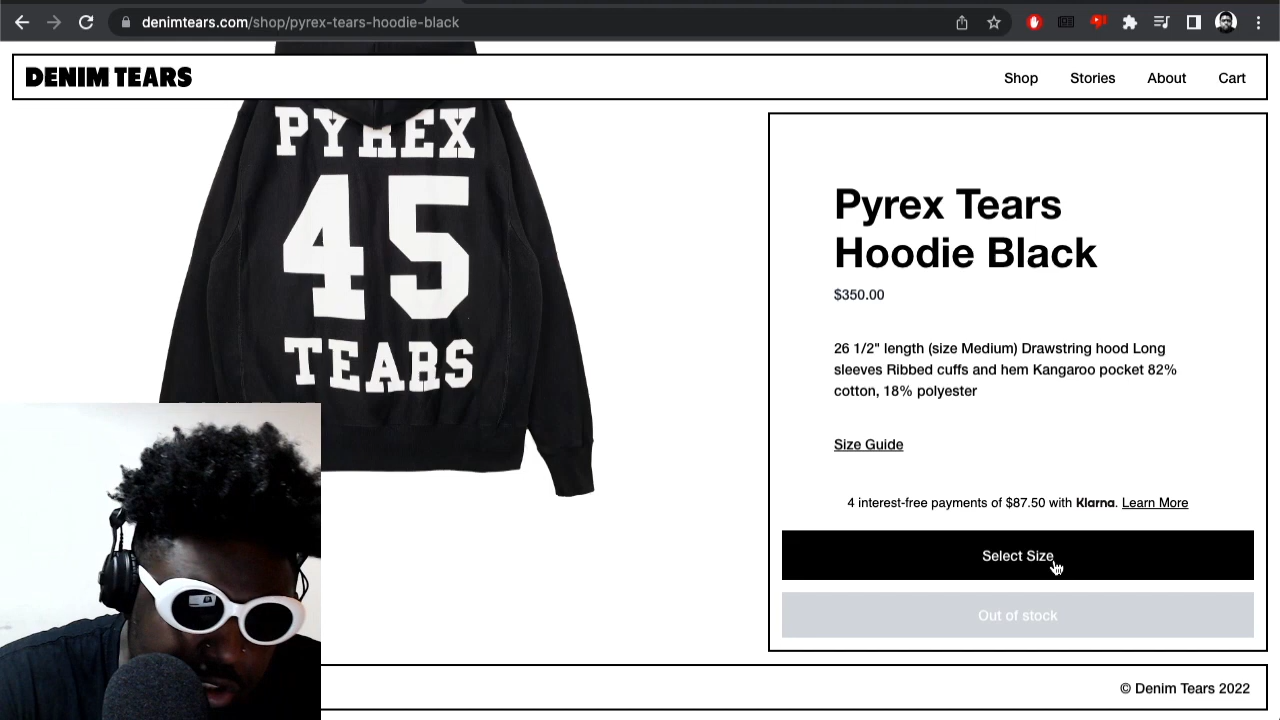 denimtears.com/shop/pyrex-tears-hoodie-black
DENIM TEARS
Shop
Stories
About
Cart
PYREX
45
TEARS
Pyrex Tears
Hoodie Black
$350.00
26 1/2" length (size Medium) Drawstring hood Long
sleeves Ribbed cuffs and hem Kangaroo pocket 82%
cotton, 18% polyester
Size Guide
4 interest-free payments of $87.50 with Klarna. Learn More
Select Size
Out of stock
© Denim Tears 2022